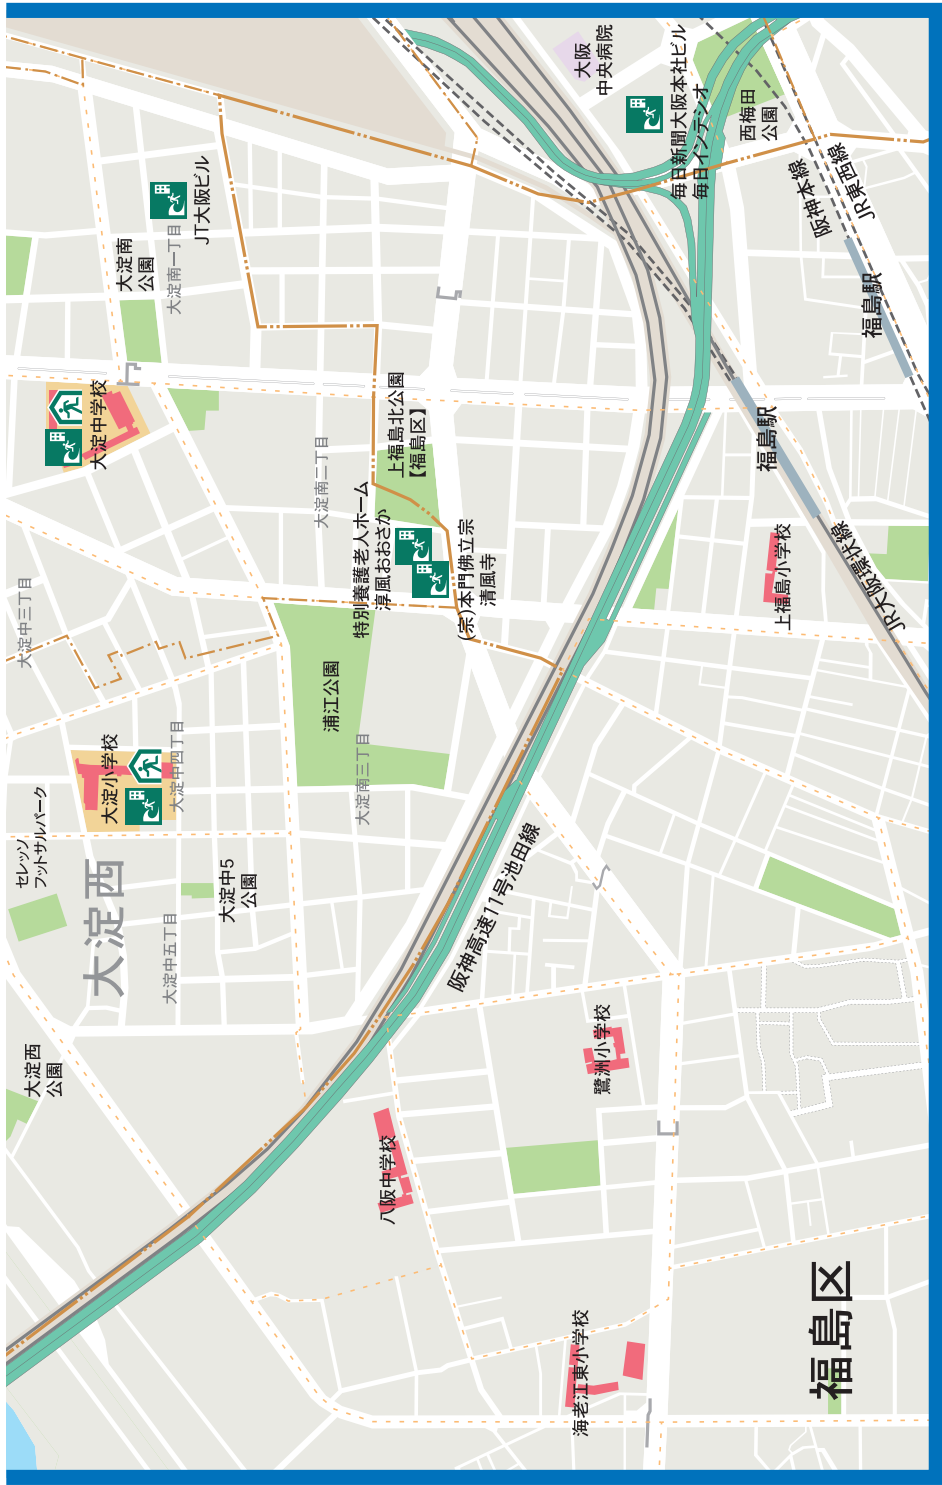 大阪
中央病院
毎日新聞大阪本社ビル
毎日インテシオ
西梅田
公園
阪神本線
JR東西線
福島駅
JT大阪ビル
大淀南
公園
大淀南一丁目
大淀中学校
上福島北公園
【福島区】
大淀南二丁目
福島駅
特別養護老人ホーム
淳風おおさか
(宗)本門佛立宗
清風寺
上福島小学校
JR大阪環状線
大淀中三丁目
浦江公園
大淀小学校
大淀中四丁目
大淀南三丁目
セレッソ
フットサルパーク
大淀西
大淀中5
公園
大淀中五丁目
阪神高速11号池田線
大淀西
公園
鷺洲小学校
八阪中学校
海老江東小学校
福島区